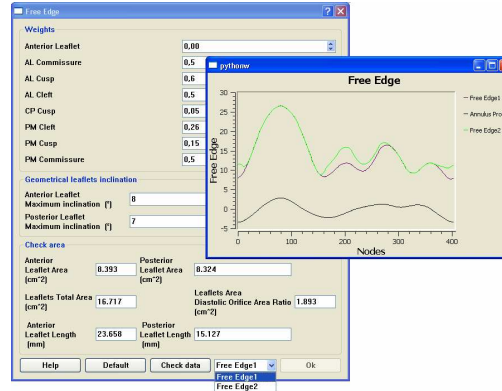 Free Edge
Weights
Anterior Leaflet 0,00
AL Commissure 0,5
AL Cusp 0,6
AL Cleft 0,5
CP Cusp 0,05
PM Cleft 0,26
PM Cusp 0,15
PM Commissure 0,5
Geometrical leaflets inclination
Anterior Leaflet
Maximum inclination (°) 8
Posterior Leaflet
Maximum inclination (°) 7
Check area
Anterior
Leaflet Area 8.393
(cm^2)
Posterior
Leaflet Area 8.324
(cm^2)
Leaflets Total Area 16.717
(cm^2)
Leaflets Area
Diastolic Orifice Area Ratio 1.893
(cm^2)
Anterior
Leaflet Length 23.658
(mm)
Posterior
Leaflet Length 15.127
(mm)
Help Default Check data Free Edge1 Ok
Free Edge1
Free Edge2
pythonw
Free Edge
Free Edge
30
25
20
15
10
5
0
-5
0 100 200 300 400
Nodes
Free Edge1
Annulus Pro
Free Edge2